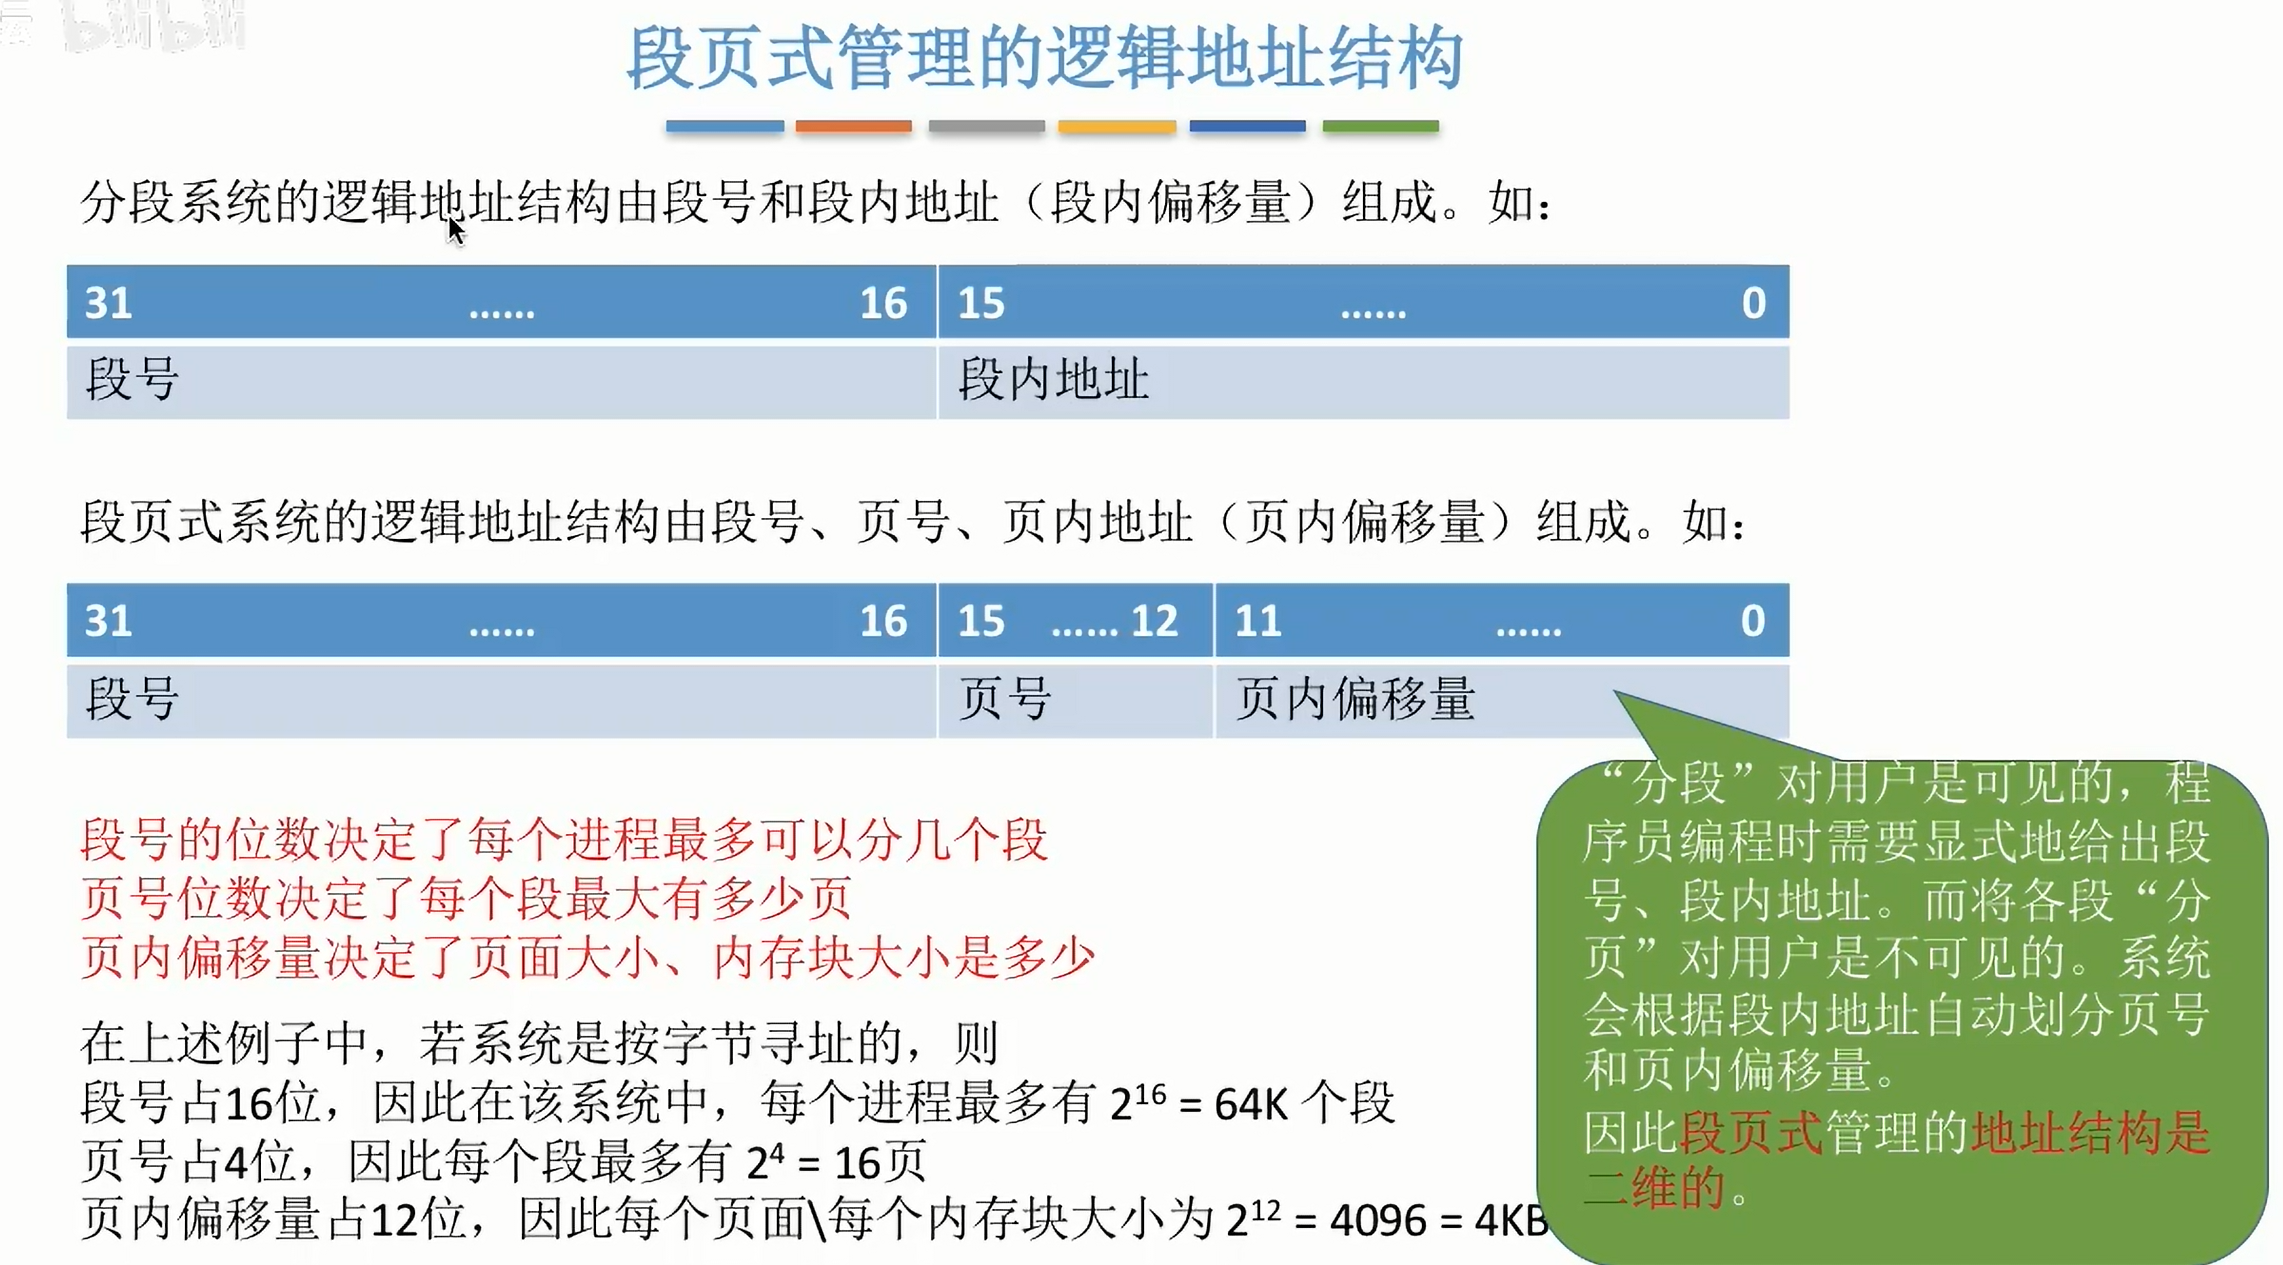 bilibili
段页式管理的逻辑地址结构
分段系统的逻辑地址结构由段号和段内地址（段内偏移量）组成。如：
31 …… 16 15 …… 0
段号 段内地址
段页式系统的逻辑地址结构由段号、页号、页内地址（页内偏移量）组成。如：
31 …… 16 15 …… 12 11 …… 0
段号 页号 页内偏移量
段号的位数决定了每个进程最多可以分几个段
页号位数决定了每个段最大有多少页
页内偏移量决定了页面大小、内存块大小是多少
在上述例子中，若系统是按字节寻址的，则
段号占16位，因此在该系统中，每个进程最多有 2¹⁶ = 64K 个段
页号占4位，因此每个段最多有 2⁴ = 16页
页内偏移量占12位，因此每个页面\每个内存块大小为 2¹² = 4096 = 4KB
“分段”对用户是可见的，程
序员编程时需要显式地给出段
号、段内地址。而将各段“分
页”对用户是不可见的。系统
会根据段内地址自动划分页号
和页内偏移量。
因此段页式管理的地址结构是
二维的。